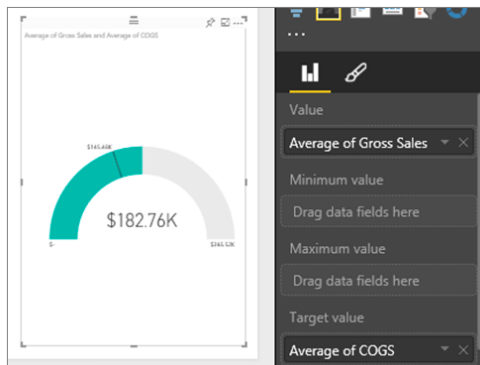 Average of Gross Sales and Average of COGS
$145.48K
$182.76K
$-
$365.52K
Value
Average of Gross Sales
Minimum value
Drag data fields here
Maximum value
Drag data fields here
Target value
Average of COGS